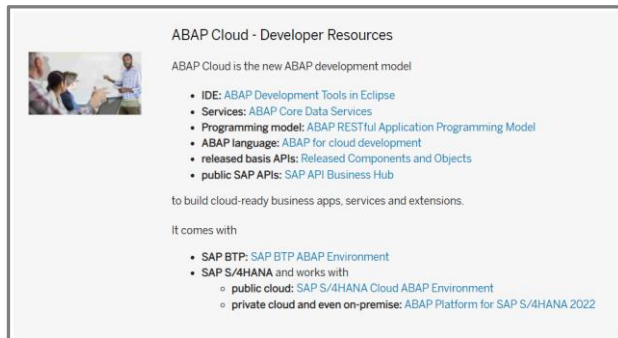 ABAP Cloud - Developer Resources
ABAP Cloud is the new ABAP development model
• IDE: ABAP Development Tools in Eclipse
• Services: ABAP Core Data Services
• Programming model: ABAP RESTful Application Programming Model
• ABAP language: ABAP for cloud development
• released basis APIs: Released Components and Objects
• public SAP APIs: SAP API Business Hub
to build cloud-ready business apps, services and extensions.
It comes with
• SAP BTP: SAP BTP ABAP Environment
• SAP S/4HANA and works with
○ public cloud: SAP S/4HANA Cloud ABAP Environment
○ private cloud and even on-premise: ABAP Platform for SAP S/4HANA 2022